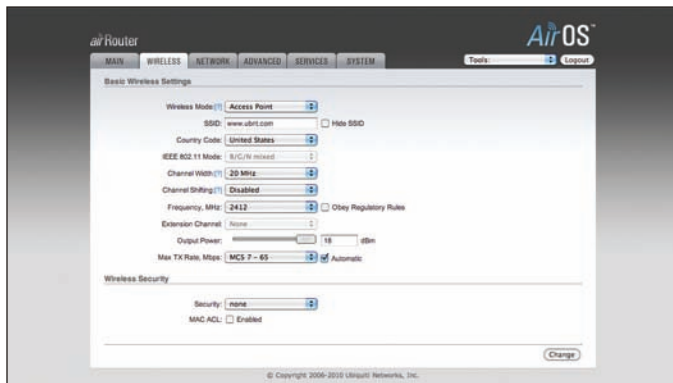 airRouter
AirOS™
MAIN WIRELESS NETWORK ADVANCED SERVICES SYSTEM
Tools: Logout
Basic Wireless Settings
Wireless Mode:[?] Access Point
SSID: www.ubnt.com Hide SSID
Country Code: United States
IEEE 802.11 Mode: B/G/N mixed
Channel Width:[?] 20 MHz
Channel Shifting:[?] Disabled
Frequency, MHz: 2412 Obey Regulatory Rules
Extension Channel: None
Output Power: 18 dBm
Max TX Rate, Mbps: MCS 7 - 65 Automatic
Wireless Security
Security: none
MAC ACL: Enabled
Change
© Copyright 2006-2010 Ubiquiti Networks, Inc.